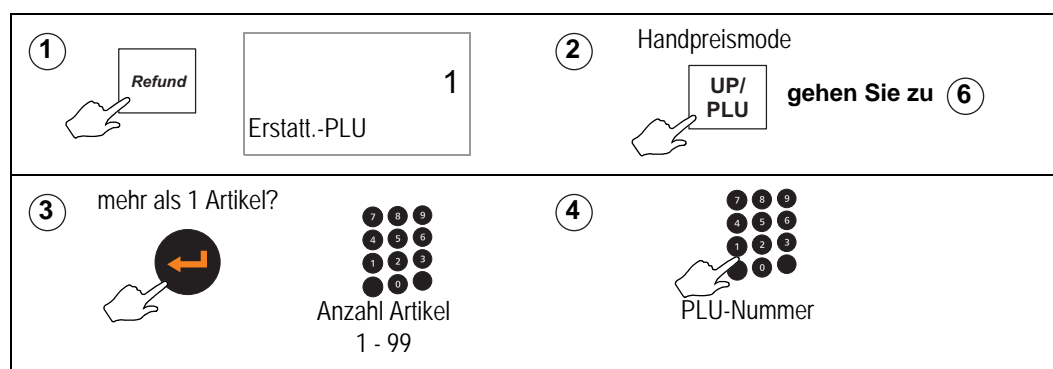 1
Refund
1
Erstatt.-PLU
2
Handpreismode
UP/
PLU
gehen Sie zu 6
3
mehr als 1 Artikel?
7 8 9
4 5 6
1 2 3
0
Anzahl Artikel
1 - 99
4
7 8 9
4 5 6
1 2 3
0
PLU-Nummer